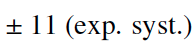 ± 11 (exp. syst.)